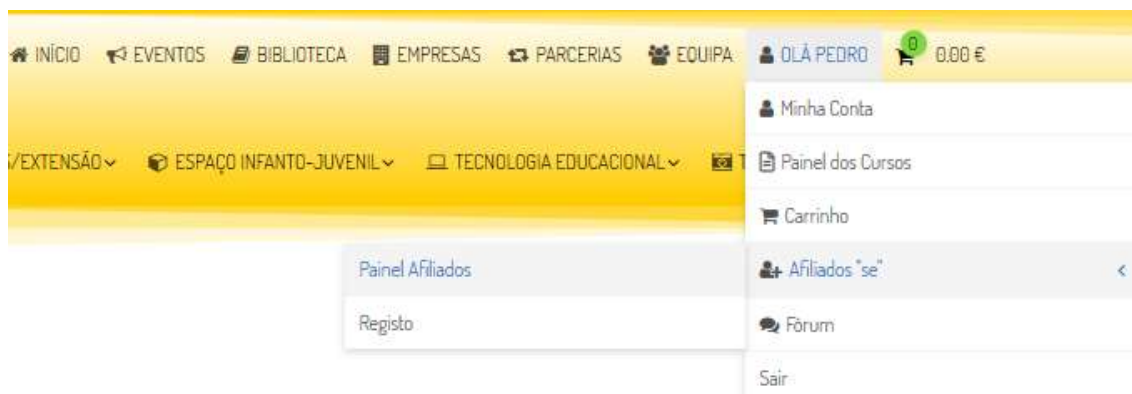 INÍCIO EVENTOS BIBLIOTECA EMPRESAS PARCERIAS EQUIPA OLÁ PEDRO 0 0.00 €
Minha Conta
/EXTENSÃO ESPAÇO INFANTO-JUVENIL TECNOLOGIA EDUCACIONAL T
Painel dos Cursos
Carrinho
Painel Afiliados
Afiliados "se"
Registo
Fórum
Sair